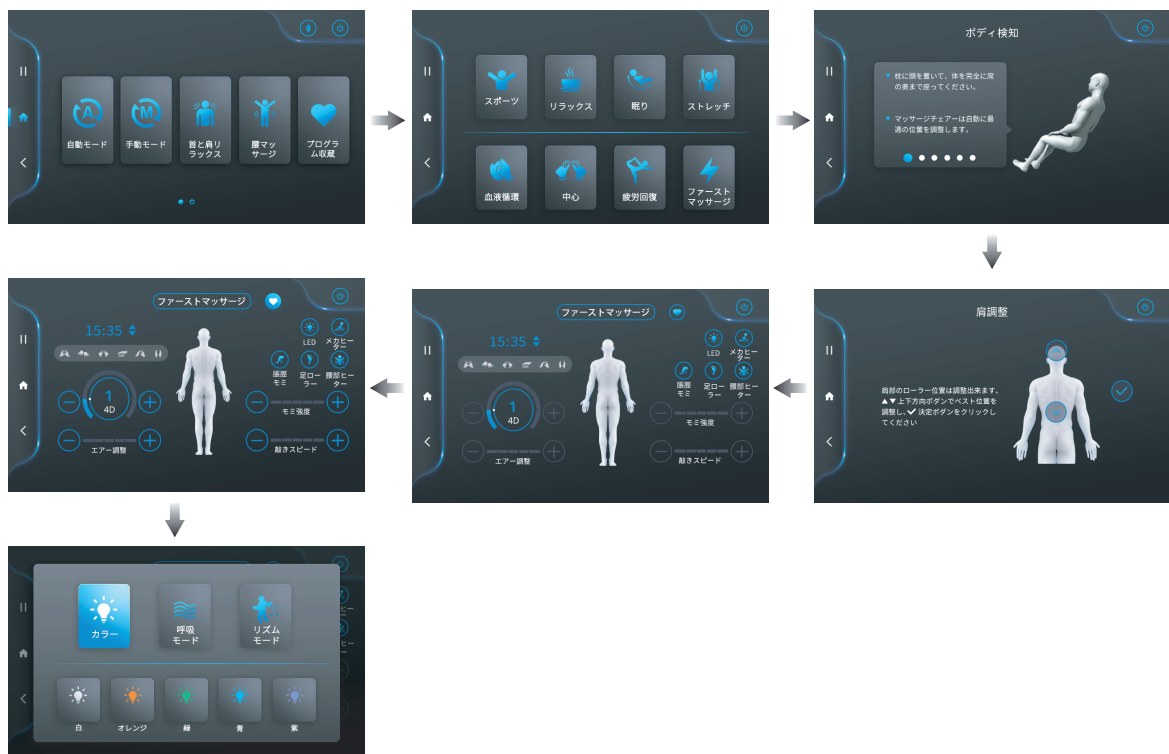 自動モード
手動モード
首と肩リ
ラックス
腰マッ
サージ
プログラ
ム収蔵
スポーツ
リラックス
眠り
ストレッチ
血液循環
中心
疲労回復
ファースト
マッサージ
ボディ検知
枕に頭を置いて、体を完全に席
の奥まで座ってください。
マッサージチェアーは自動に最
適の位置を調整します。
肩調整
肩部のローラー位置は調整出来ます、
▲▼上下方向ボダンでベスト位置を
調整し、✔決定ボダンをクリックし
てください
ファーストマッサージ
15:35
LED
メカヒー
ター
脹脛
モミ
足ロー
ラー
腰部ヒー
ター
1
4D
モミ強度
エアー調整
敲きスピード
ファーストマッサージ
15:35
LED
メカヒー
ター
脹脛
モミ
足ロー
ラー
腰部ヒー
ター
1
4D
モミ強度
エアー調整
敲きスピード
カラー
呼吸
モード
リズム
モード
白
オレンジ
緑
青
紫